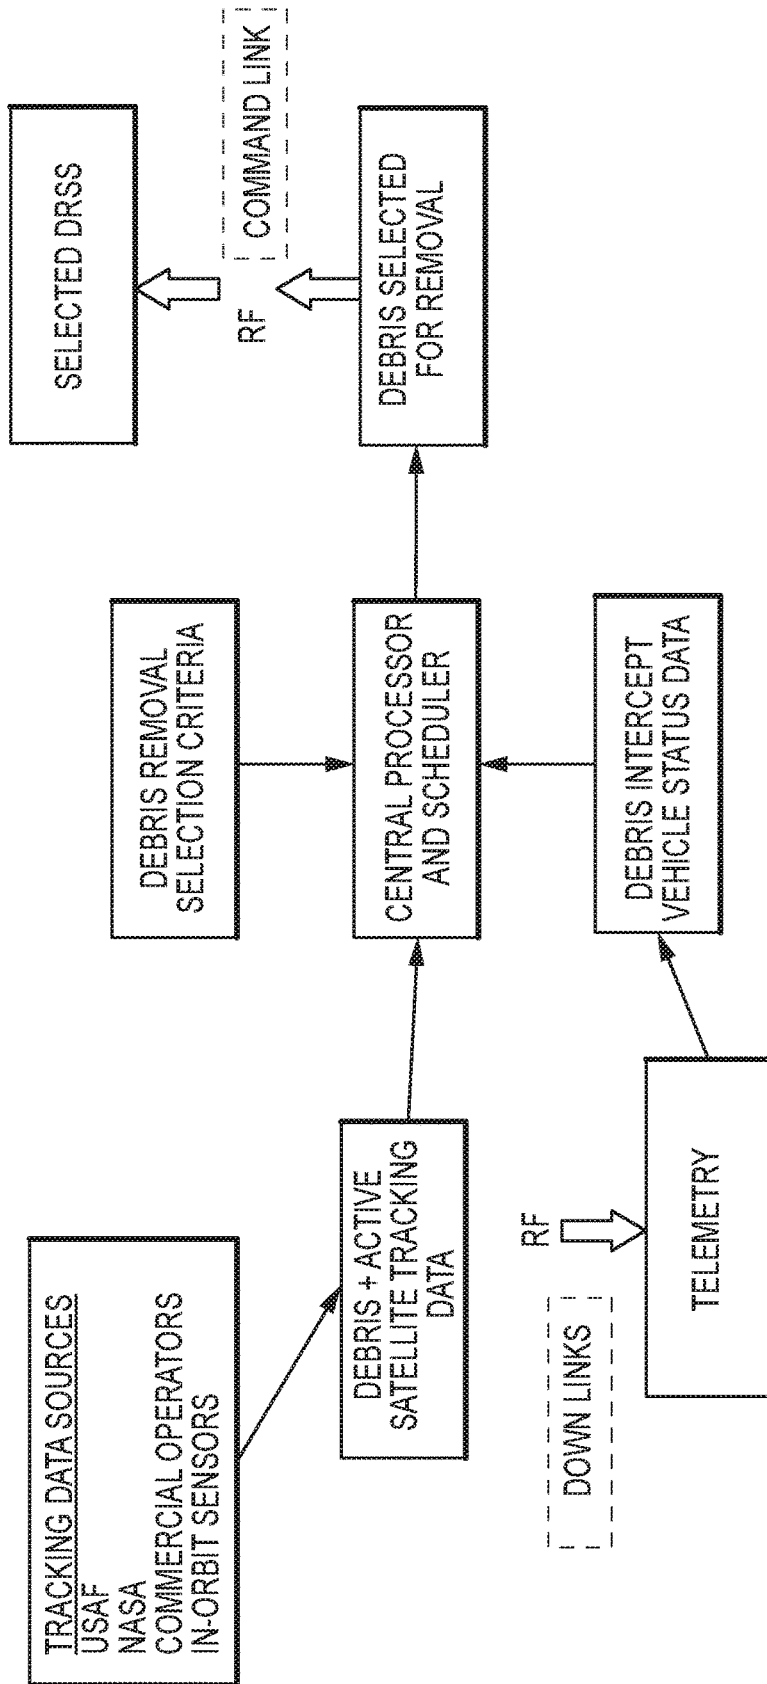 TRACKING DATA SOURCES
USAF
NASA
COMMERCIAL OPERATORS
IN-ORBIT SENSORS
DEBRIS + ACTIVE
SATELLITE TRACKING
DATA
DOWN LINKS
RF
TELEMETRY
DEBRIS REMOVAL
SELECTION CRITERIA
CENTRAL PROCESSOR
AND SCHEDULER
DEBRIS INTERCEPT
VEHICLE STATUS DATA
SELECTED DRSS
RF
COMMAND LINK
DEBRIS SELECTED
FOR REMOVAL